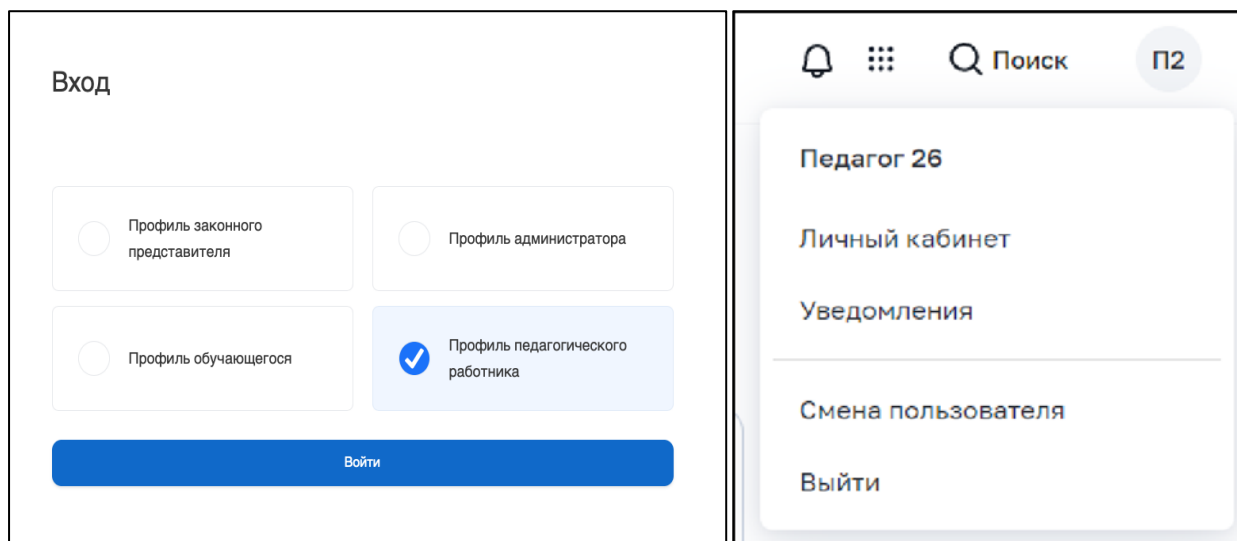 Вход
Профиль законного
представителя
Профиль администратора
Профиль обучающегося
Профиль педагогического
работника
Войти
Поиск
П2
Педагог 26
Личный кабинет
Уведомления
Смена пользователя
Выйти